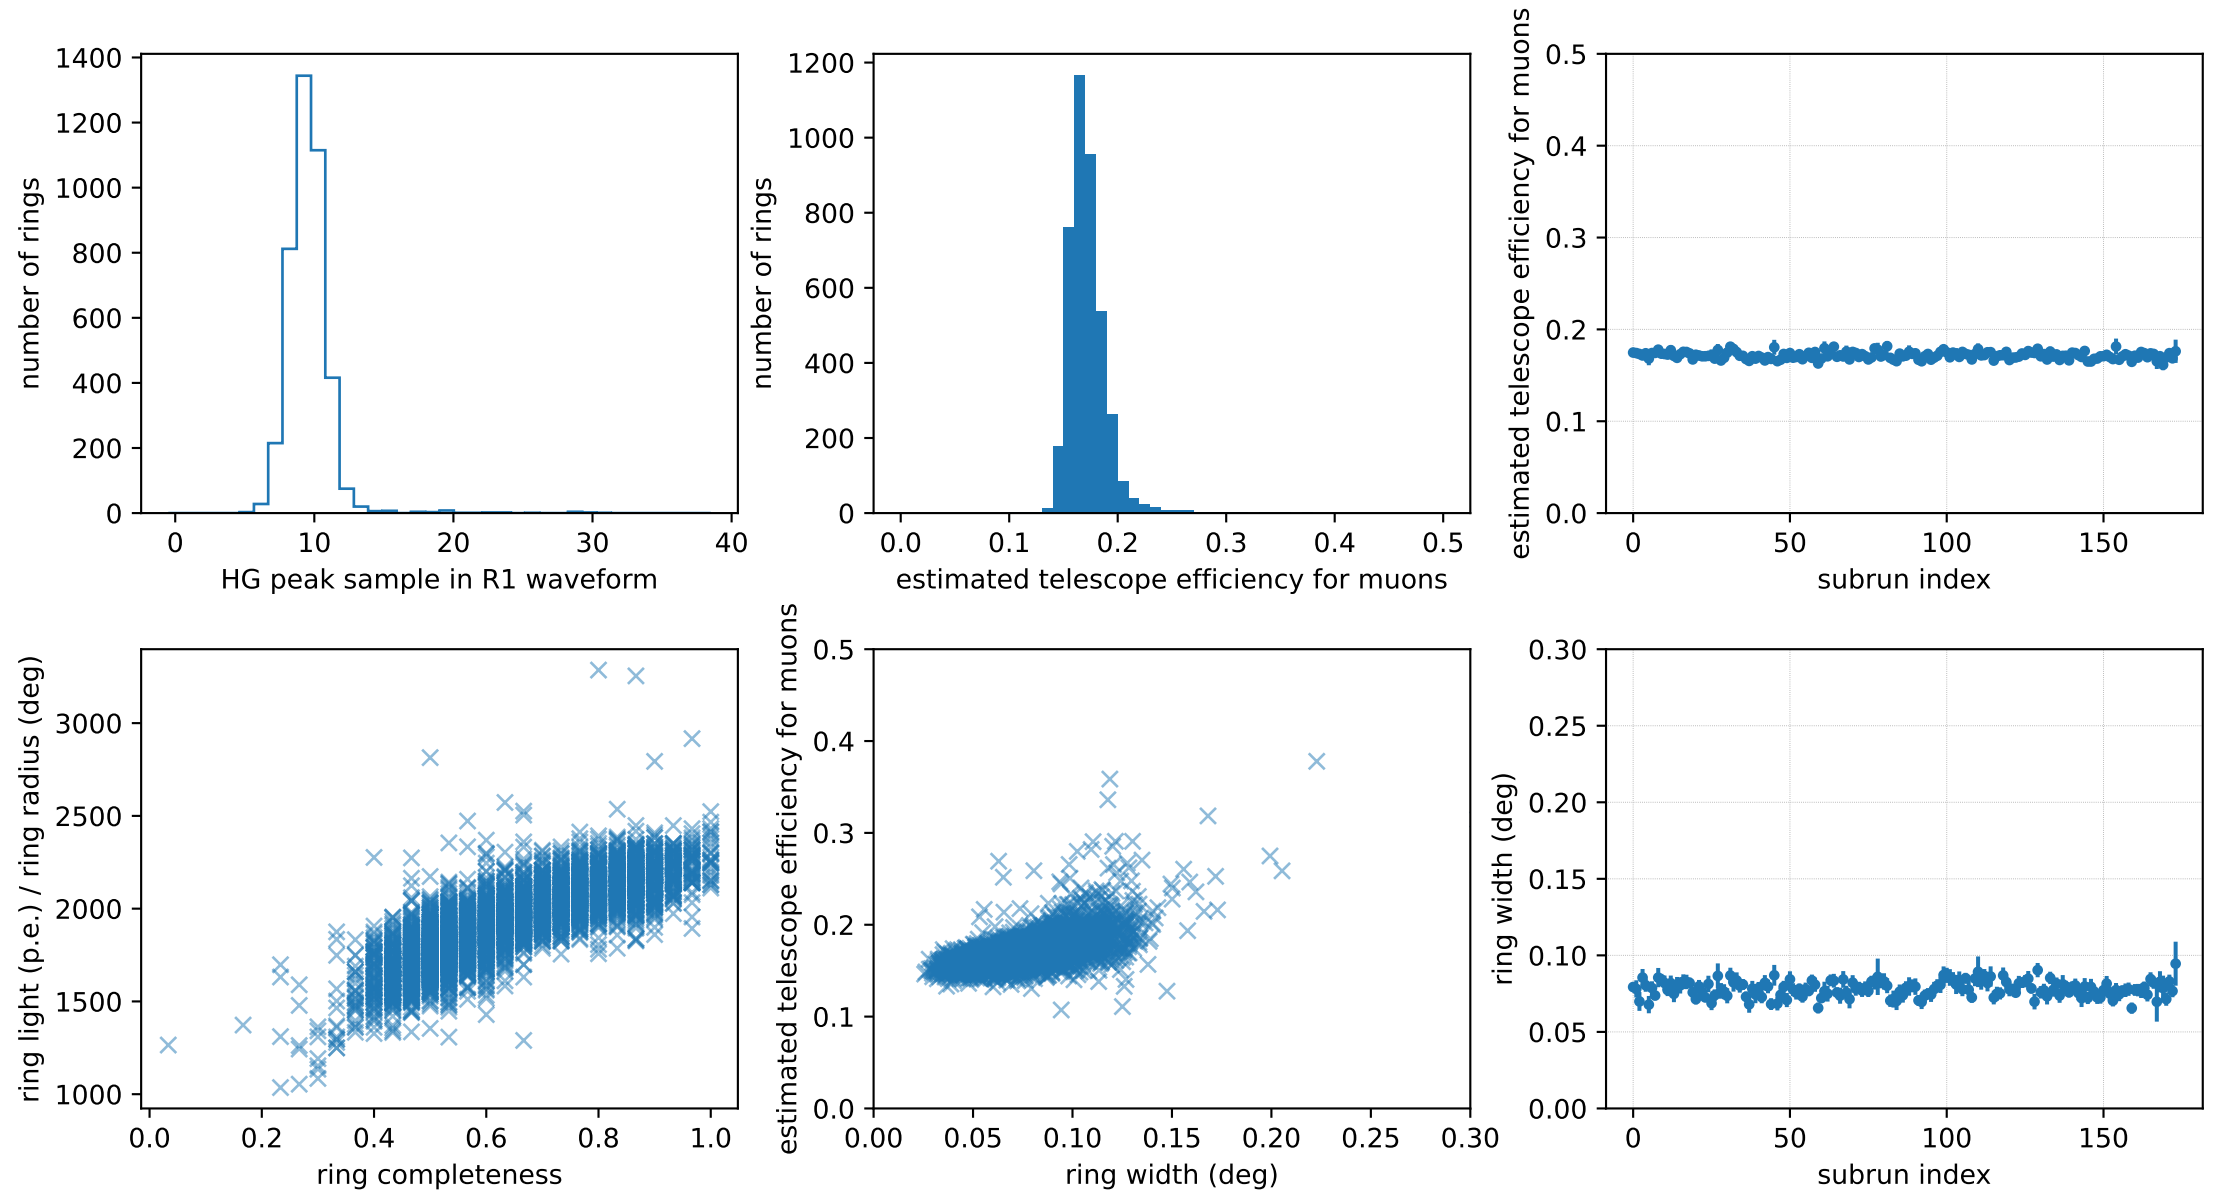 1400
1200
1000
800
600
400
200
0
number of rings
0 10 20 30 40
HG peak sample in R1 waveform
1200
1000
800
600
400
200
0
number of rings
0.0 0.1 0.2 0.3 0.4 0.5
estimated telescope efficiency for muons
0.5
0.4
0.3
0.2
0.1
0.0
estimated telescope efficiency for muons
0 50 100 150
subrun index
3000
2500
2000
1500
1000
ring light (p.e.) / ring radius (deg)
0.0 0.2 0.4 0.6 0.8 1.0
ring completeness
0.5
0.4
0.3
0.2
0.1
0.0
estimated telescope efficiency for muons
0.00 0.05 0.10 0.15 0.20 0.25 0.30
ring width (deg)
0.30
0.25
0.20
0.15
0.10
0.05
0.00
ring width (deg)
0 50 100 150
subrun index